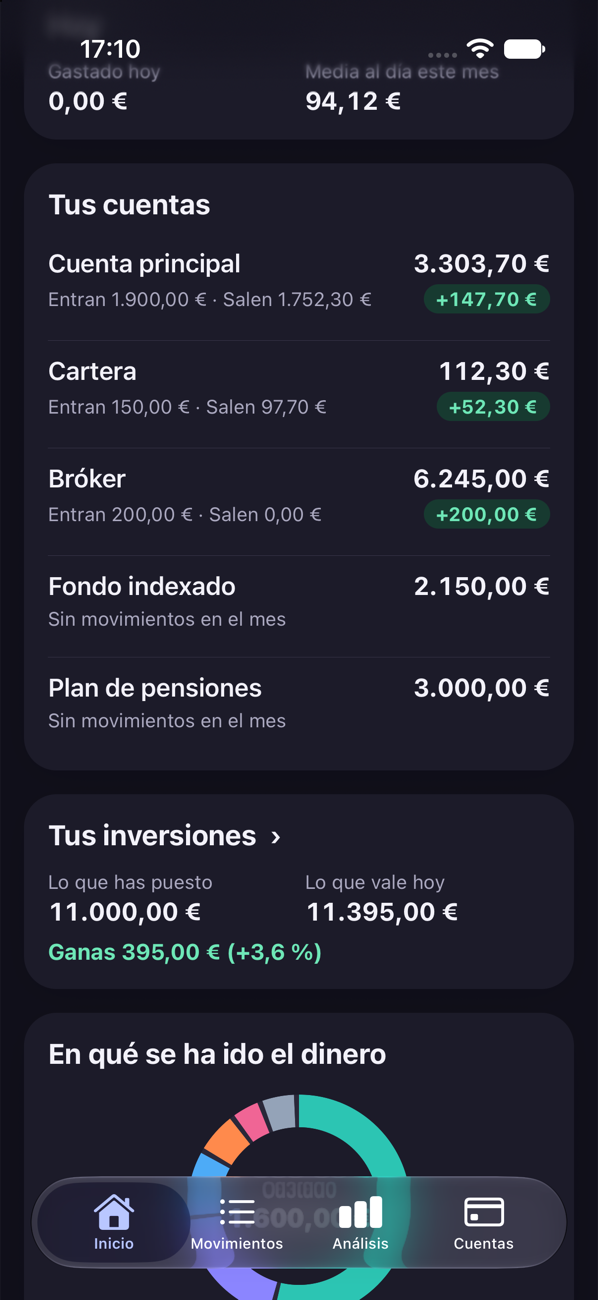 17:10
Gastado hoy
Media al día este mes
0,00 €
94,12 €
Tus cuentas
Cuenta principal
3.303,70 €
Entran 1.900,00 € · Salen 1.752,30 €
+147,70 €
Cartera
112,30 €
Entran 150,00 € · Salen 97,70 €
+52,30 €
Bróker
6.245,00 €
Entran 200,00 € · Salen 0,00 €
+200,00 €
Fondo indexado
2.150,00 €
Sin movimientos en el mes
Plan de pensiones
3.000,00 €
Sin movimientos en el mes
Tus inversiones ›
Lo que has puesto
Lo que vale hoy
11.000,00 €
11.395,00 €
Ganas 395,00 € (+3,6 %)
En qué se ha ido el dinero
Inicio
Movimientos
Análisis
Cuentas